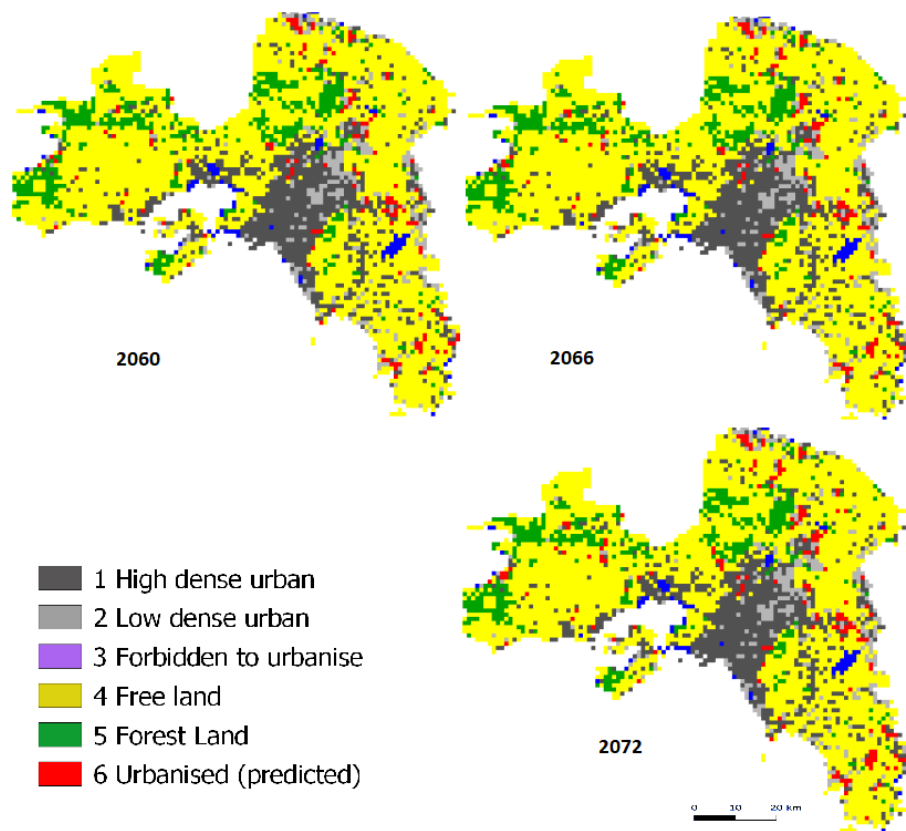 2060
2066
1 High dense urban
2 Low dense urban
3 Forbidden to urbanise
4 Free land
5 Forest Land
6 Urbanised (predicted)
2072
0 10 20 km